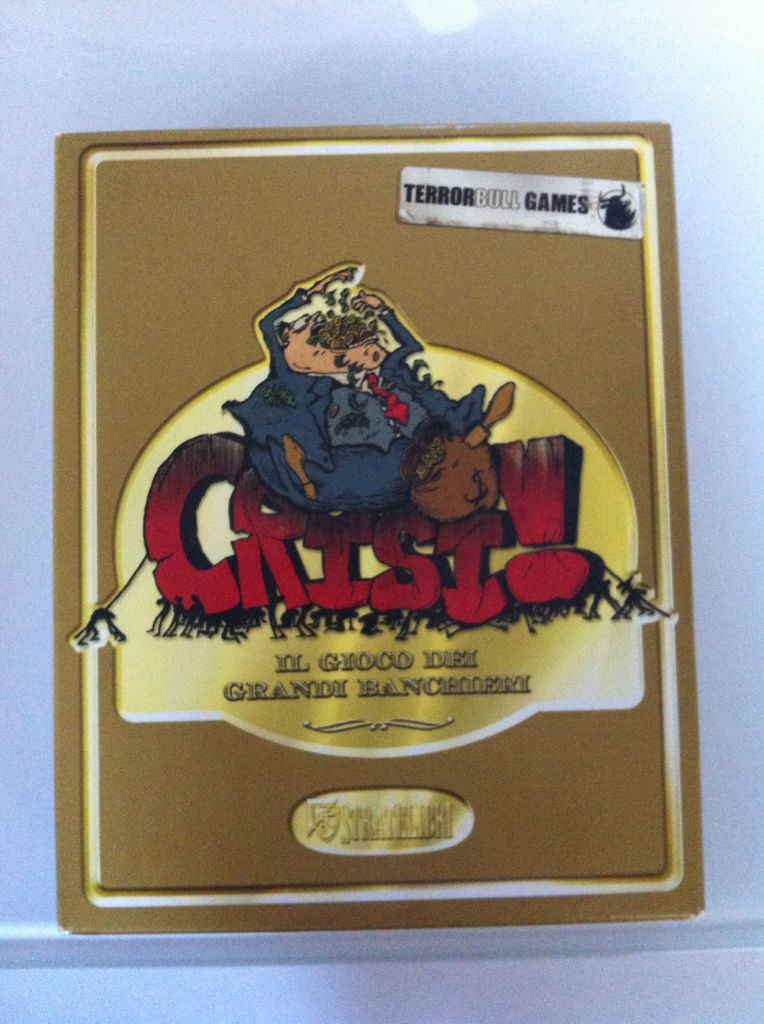 TERRORBULL GAMES
CRISI!
IL GIOCO DEI
GRANDI BANCHIERI
STRATELIBRI